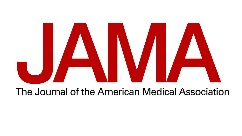 JAMA
The Journal of the American Medical Association